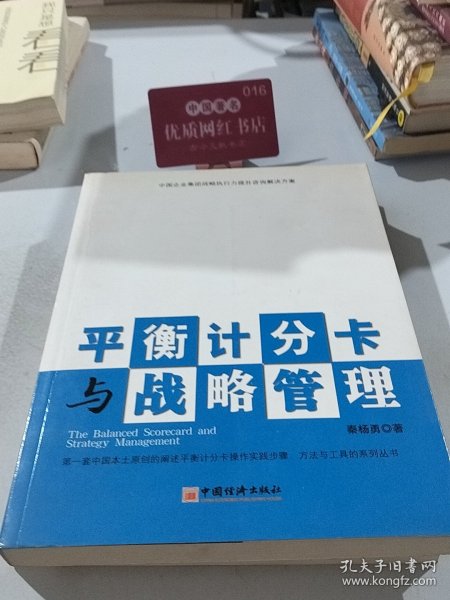 016
中国著名
优质网红书店
中国企业集团战略执行力提升咨询解决方案
平衡计分卡
与战略管理
The Balanced Scorecard and
Strategy Management
秦杨勇◎著
第一套中国本土原创的阐述平衡计分卡操作实践步骤、方法与工具的系列丛书
中国经济出版社
孔夫子旧书网
www.kongfz.com